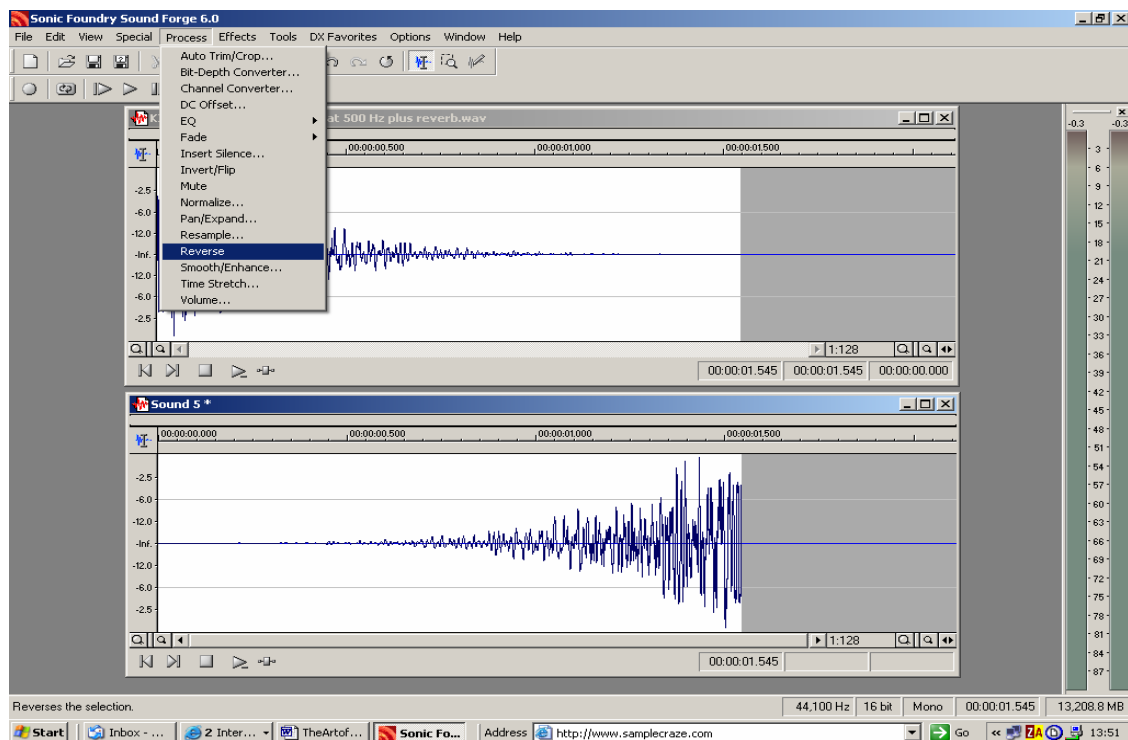 Sonic Foundry Sound Forge 6.0
File Edit View Special Process Effects Tools DX Favorites Options Window Help
Auto Trim/Crop...
Bit-Depth Converter...
Channel Converter...
DC Offset...
EQ
Fade
Insert Silence...
Invert/Flip
Mute
Normalize...
Pan/Expand...
Resample...
Reverse
Smooth/Enhance...
Time Stretch...
Volume...
at 500 Hz plus reverb.wav
,00:00:00.500 ,00:00:01.000 ,00:00:01.500
-2.5
-6.0
-12.0
-Inf.
-12.0
-6.0
-2.5
1:128
00:00:01.545 00:00:01.545 00:00:00.000
Sound 5 *
00:00:00.000 ,00:00:00.500 ,00:00:01.000 ,00:00:01.500
-2.5
-6.0
-12.0
-Inf.
-12.0
-6.0
-2.5
1:128
00:00:01.545
-0.3 -0.3
- 3 -
- 6 -
- 9 -
- 12 -
- 15 -
- 18 -
- 21 -
- 24 -
- 27 -
- 30 -
- 33 -
- 36 -
- 39 -
- 42 -
- 45 -
- 48 -
- 51 -
- 54 -
- 57 -
- 60 -
- 63 -
- 66 -
- 69 -
- 72 -
- 75 -
- 78 -
- 81 -
- 84 -
- 87 -
Reverses the selection. 44,100 Hz 16 bit Mono 00:00:01.545 13,208.8 MB
Start Inbox - ... 2 Inter... TheArtof... Sonic Fo... Address http://www.samplecraze.com Go « ZA D 13:51